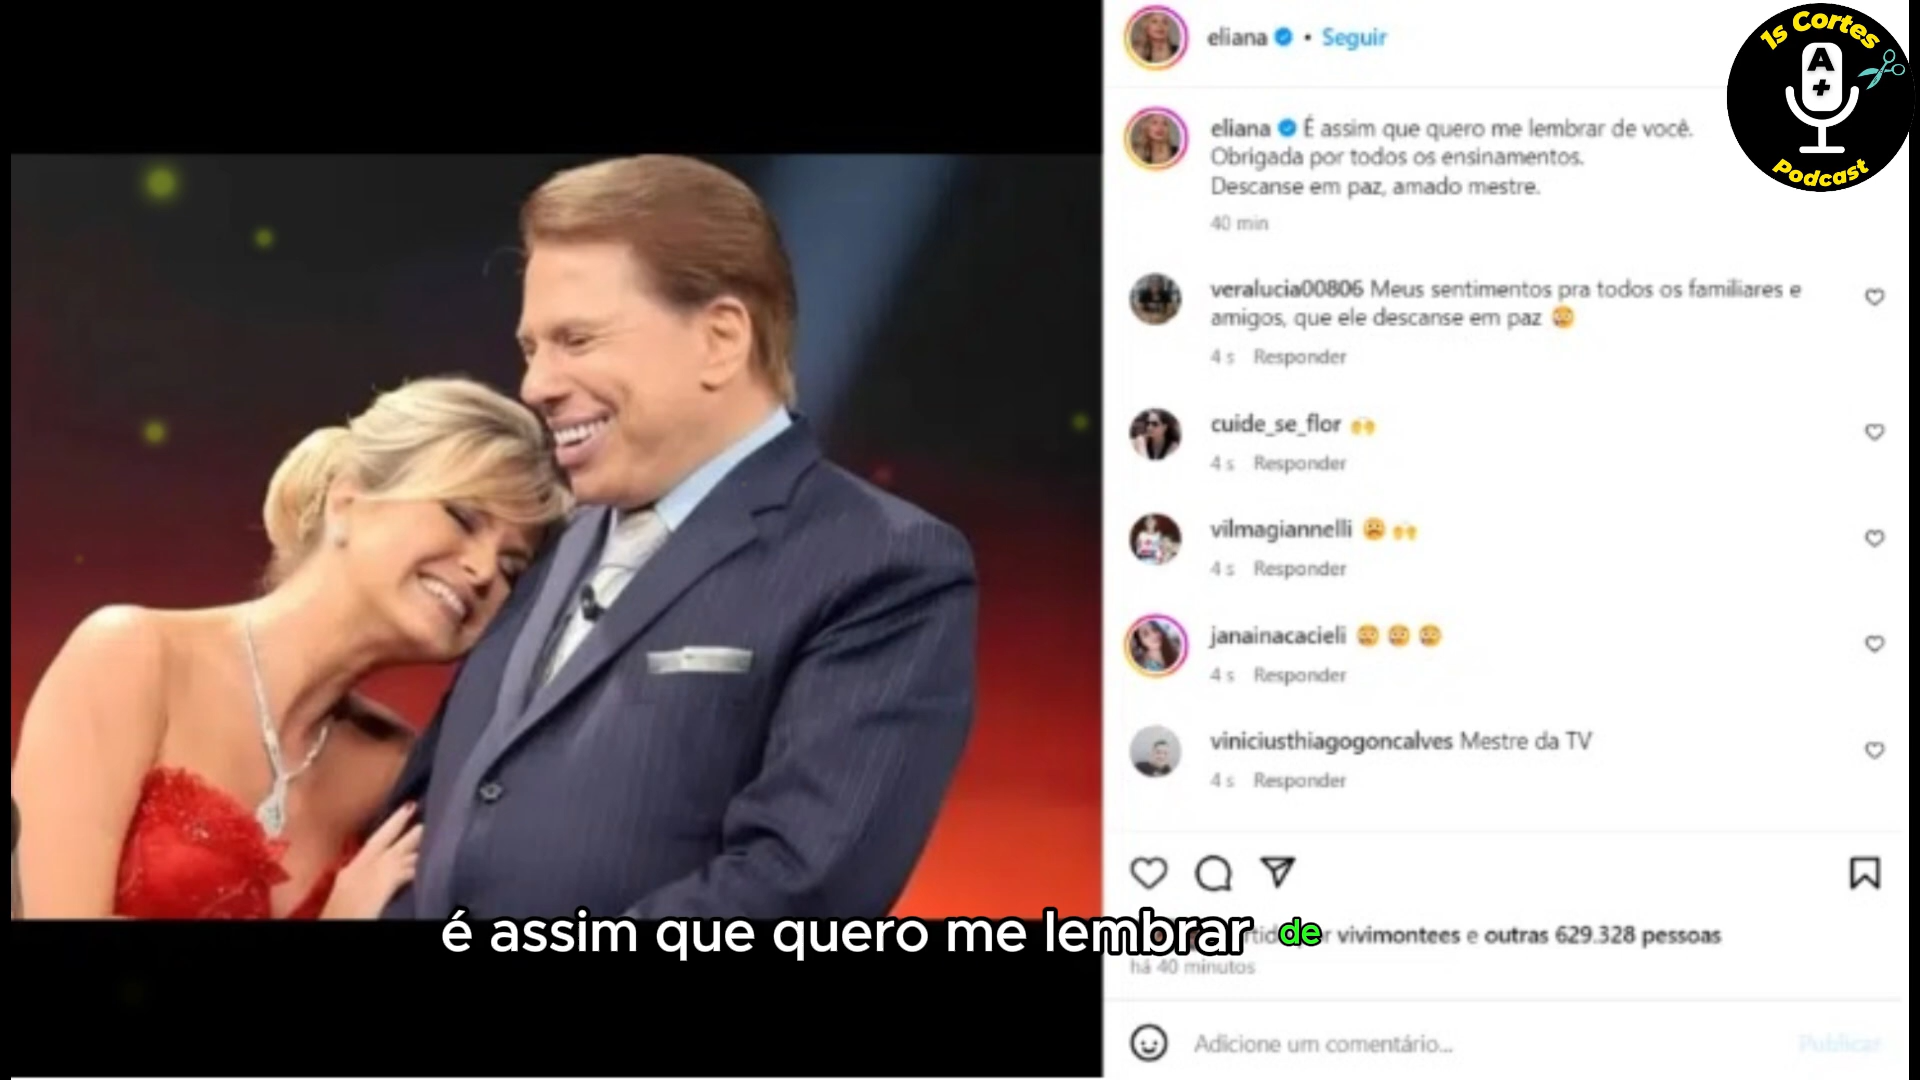 eliana • Seguir
1s Cortes
A+
Podcast
eliana É assim que quero me lembrar de você.
Obrigada por todos os ensinamentos.
Descanse em paz, amado mestre.
40 min
veralucia00806 Meus sentimentos pra todos os familiares e
amigos, que ele descanse em paz 😳
4 s Responder
cuide_se_flor 🙌
4 s Responder
vilmagiannelli 😢 🙌
4 s Responder
janainacacieli 😳 😳 😳
4 s Responder
viniciusthiagogoncalves Mestre da TV
4 s Responder
é assim que quero me lembrar de
vivimontees e outras 629.328 pessoas
há 40 minutos
Adicione um comentário...
Publicar